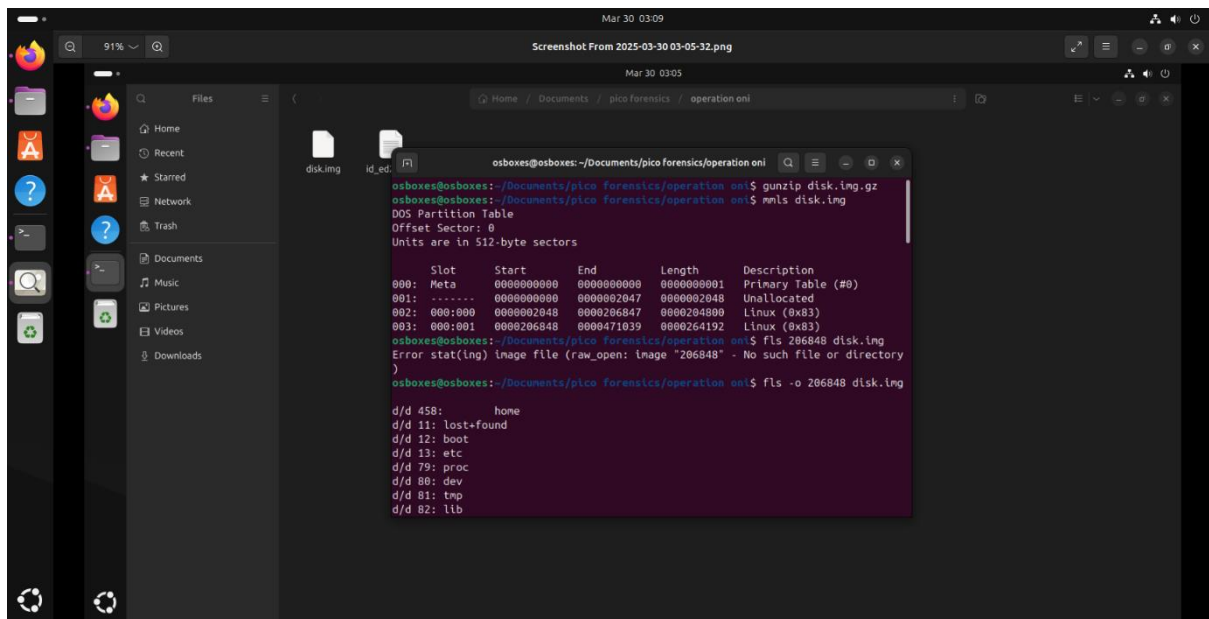 Mar 30 03:09
91%
Screenshot From 2025-03-30 03-05-32.png
Mar 30 03:05
Files
Home / Documents / pico forensics / operation oni
Home
Recent
Starred
Network
Trash
Documents
Music
Pictures
Videos
Downloads
disk.img
id_ed
osboxes@osboxes: ~/Documents/pico forensics/operation oni
osboxes@osboxes:~/Documents/pico forensics/operation oni$ gunzip disk.img.gz
osboxes@osboxes:~/Documents/pico forensics/operation oni$ mmls disk.img
DOS Partition Table
Offset Sector: 0
Units are in 512-byte sectors
Slot Start End Length Description
000: Meta 0000000000 0000000000 0000000001 Primary Table (#0)
001: ------- 0000000000 0000002047 0000002048 Unallocated
002: 000:000 0000002048 0000206847 0000204800 Linux (0x83)
003: 000:001 0000206848 0000471039 0000264192 Linux (0x83)
osboxes@osboxes:~/Documents/pico forensics/operation oni$ fls 206848 disk.img
Error stat(ing) image file (raw_open: image "206848" - No such file or directory
)
osboxes@osboxes:~/Documents/pico forensics/operation oni$ fls -o 206848 disk.img
d/d 458: home
d/d 11: lost+found
d/d 12: boot
d/d 13: etc
d/d 79: proc
d/d 80: dev
d/d 81: tmp
d/d 82: lib